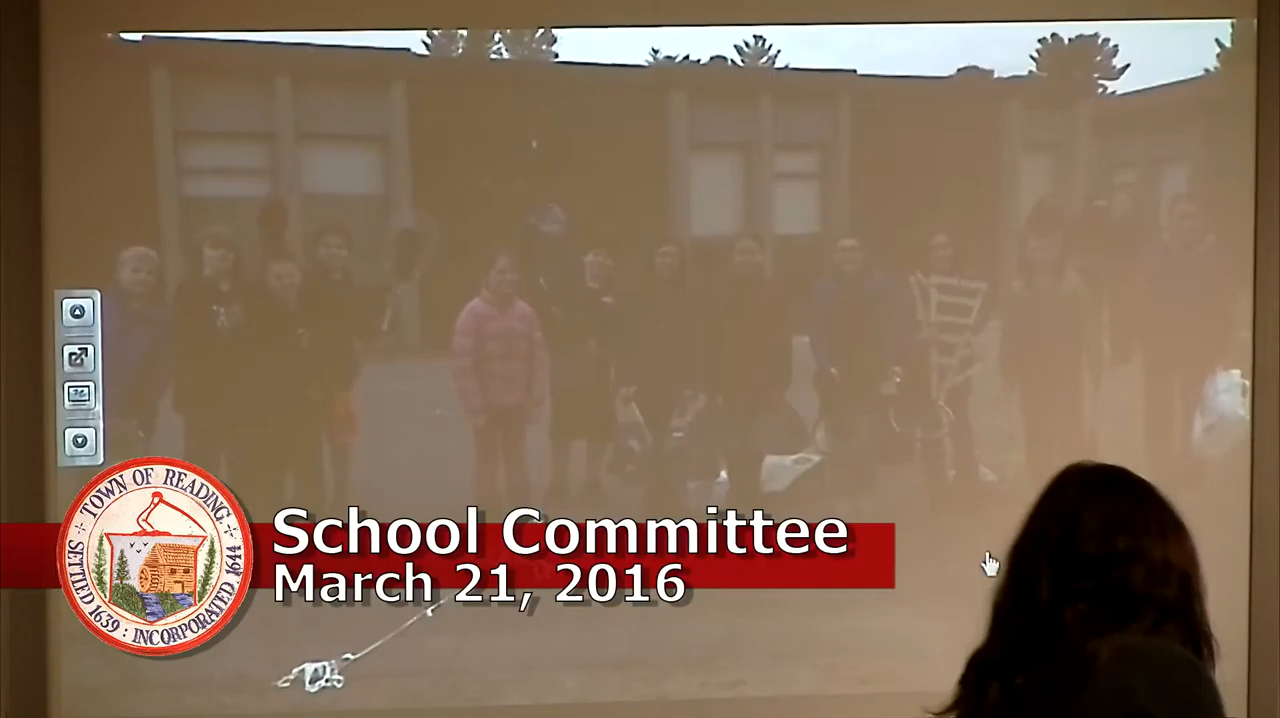 School Committee
March 21, 2016
TOWN OF READING
SETTLED 1639 : INCORPORATED 1644